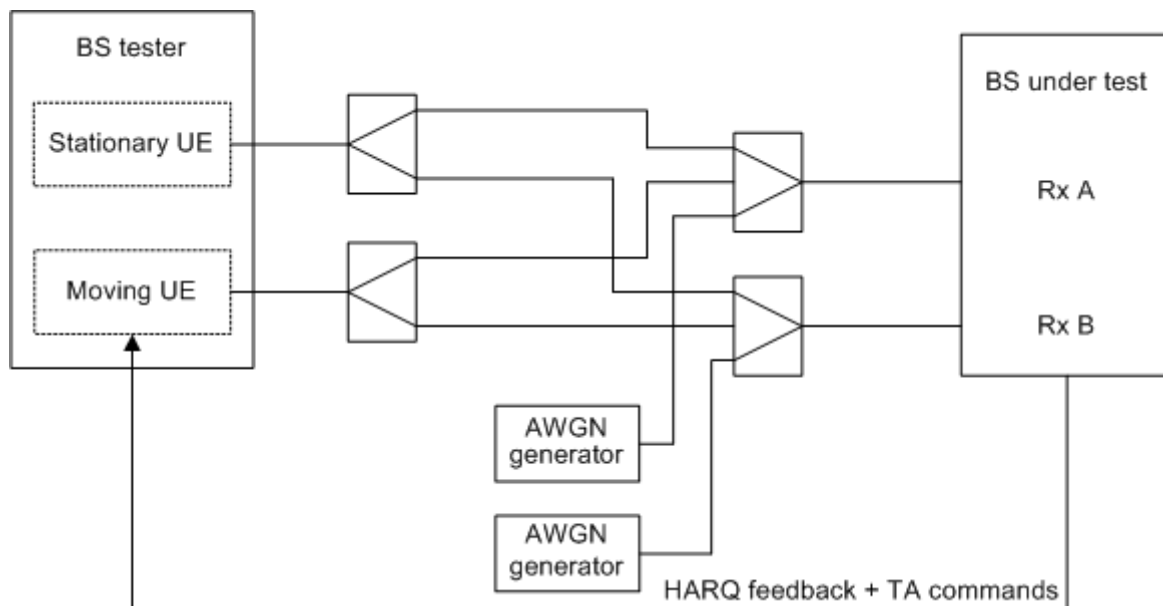 BS tester
Stationary UE
Moving UE
BS under test
Rx A
Rx B
AWGN
generator
AWGN
generator
HARQ feedback + TA commands